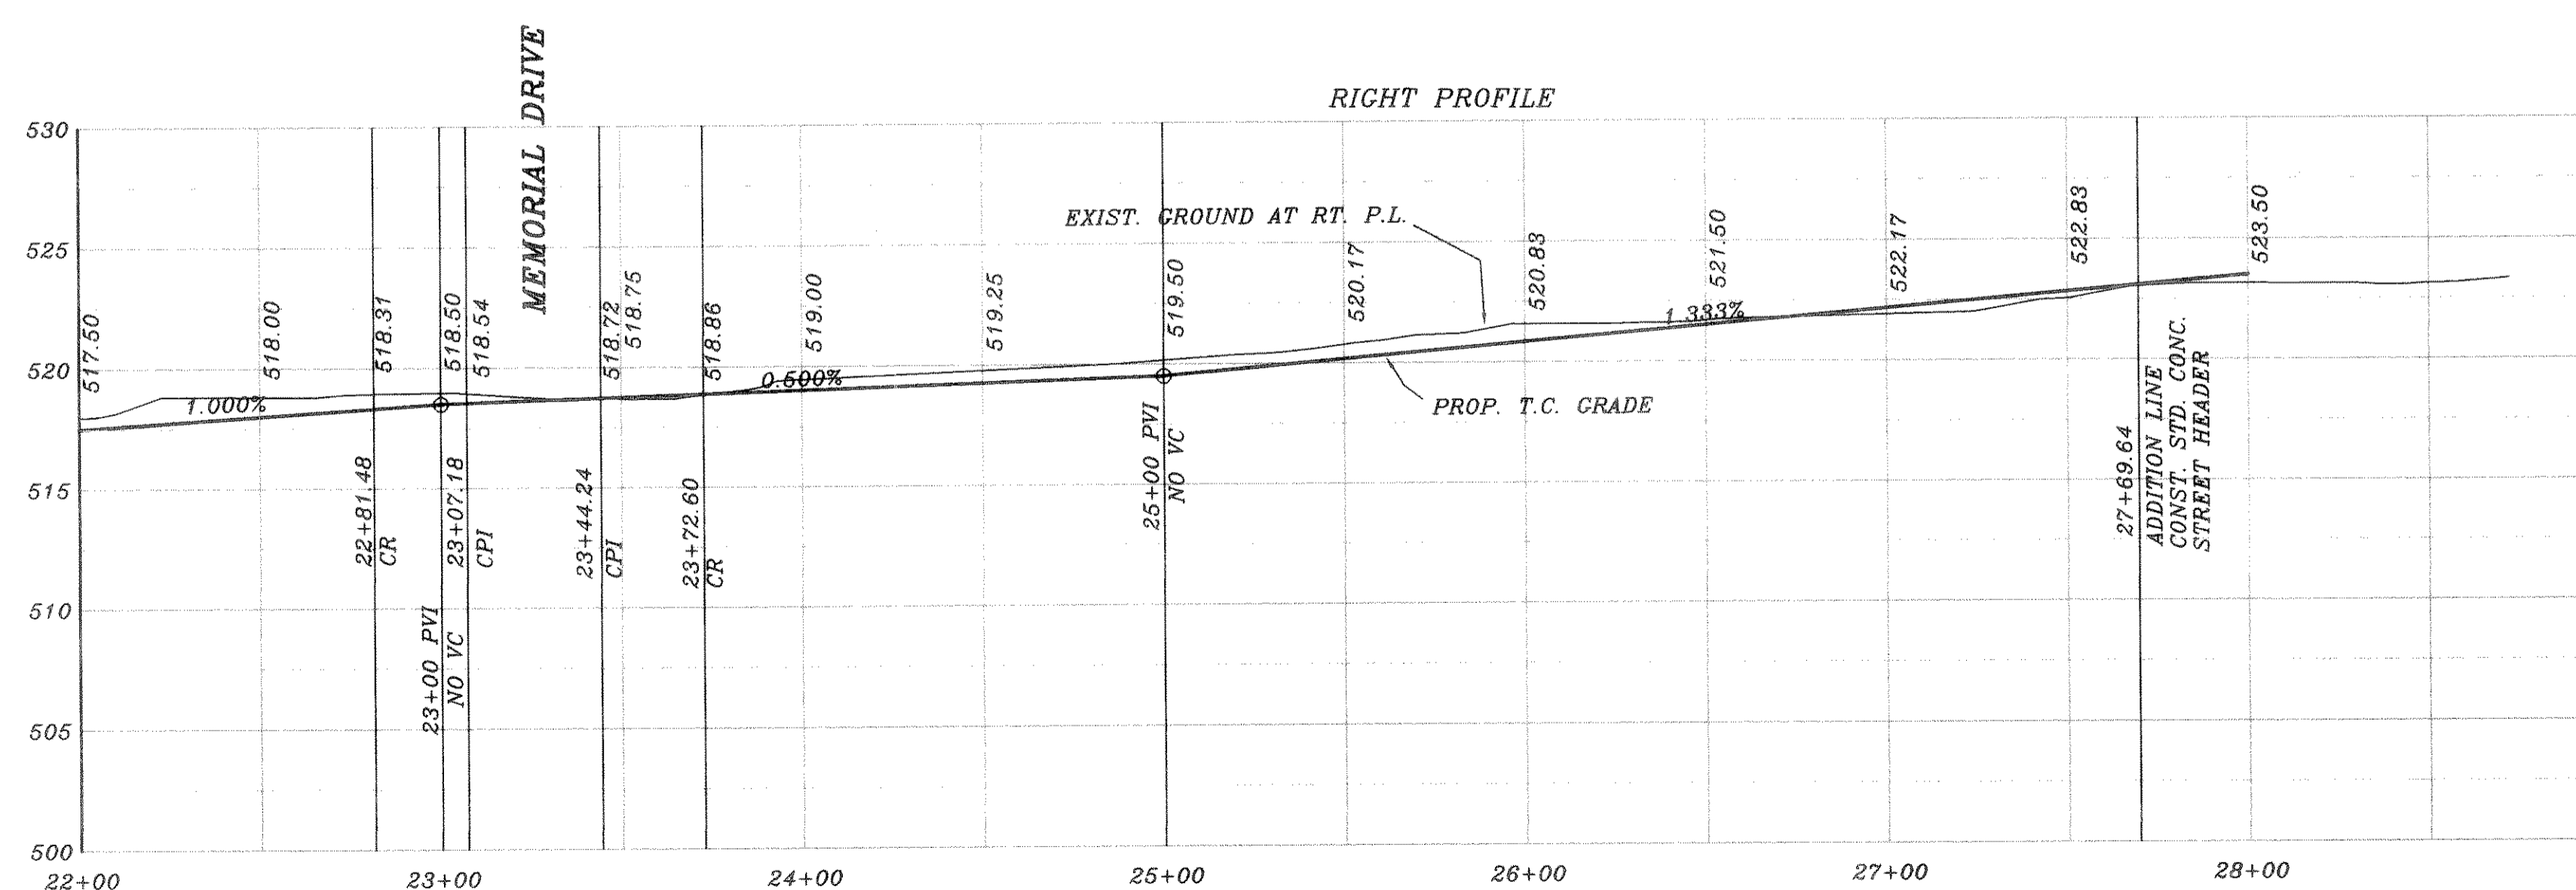 MEMORIAL DRIVE
RIGHT PROFILE
530
525
520
515
510
505
500
517.50
518.00
518.31
518.50
518.54
518.72
518.75
518.86
519.00
519.25
519.50
520.17
520.83
521.50
522.17
522.83
523.50
EXIST. GROUND AT RT. P.L.
1.000%
0.500%
1.333%
PROP. T.C. GRADE
22+81.48
CR
23+00 PVI
NO VC
23+07.18
CPI
23+44.24
CPI
23+72.60
CR
25+00 PVI
NO VC
27+69.64
ADDITION LINE
CONST. STD. CONC.
STREET HEADER
22+00
23+00
24+00
25+00
26+00
27+00
28+00